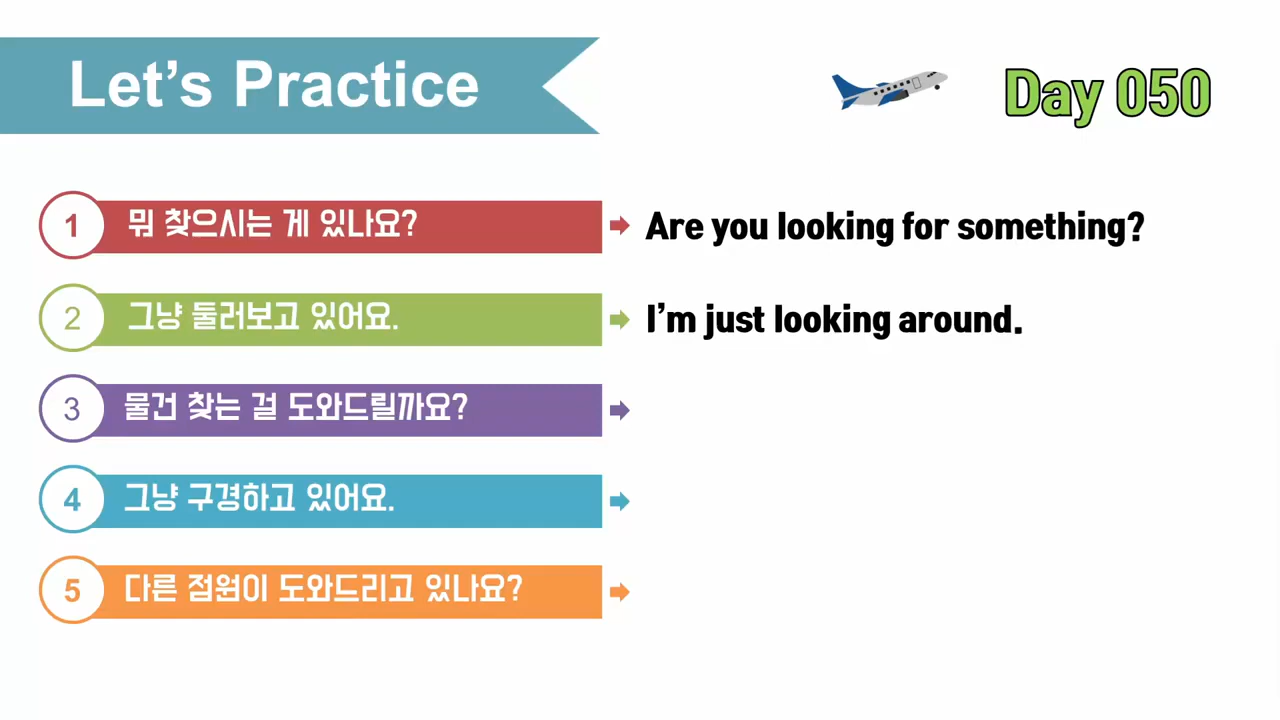 Let's Practice
Day 050
1 뭐 찾으시는 게 있나요? Are you looking for something?
2 그냥 둘러보고 있어요. I'm just looking around.
3 물건 찾는 걸 도와드릴까요?
4 그냥 구경하고 있어요.
5 다른 점원이 도와드리고 있나요?